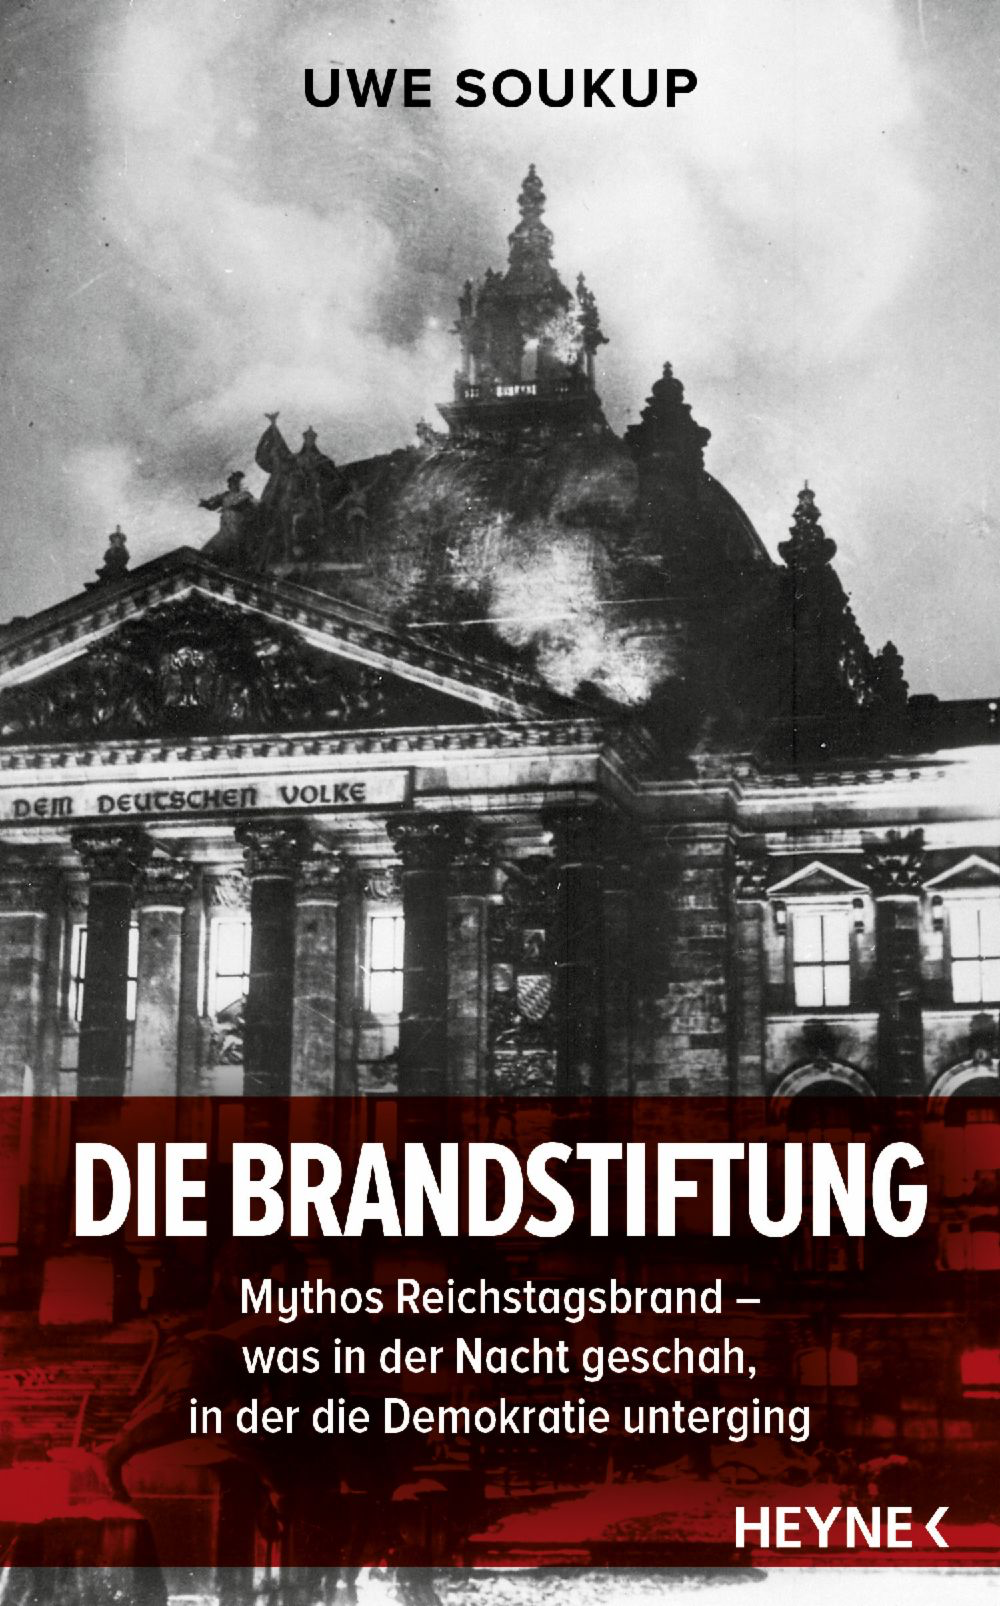 UWE SOUKUP
DEM DEUTSCHEN VOLKE
DIE BRANDSTIFTUNG
Mythos Reichstagsbrand –
was in der Nacht geschah,
in der die Demokratie unterging
HEYNE <